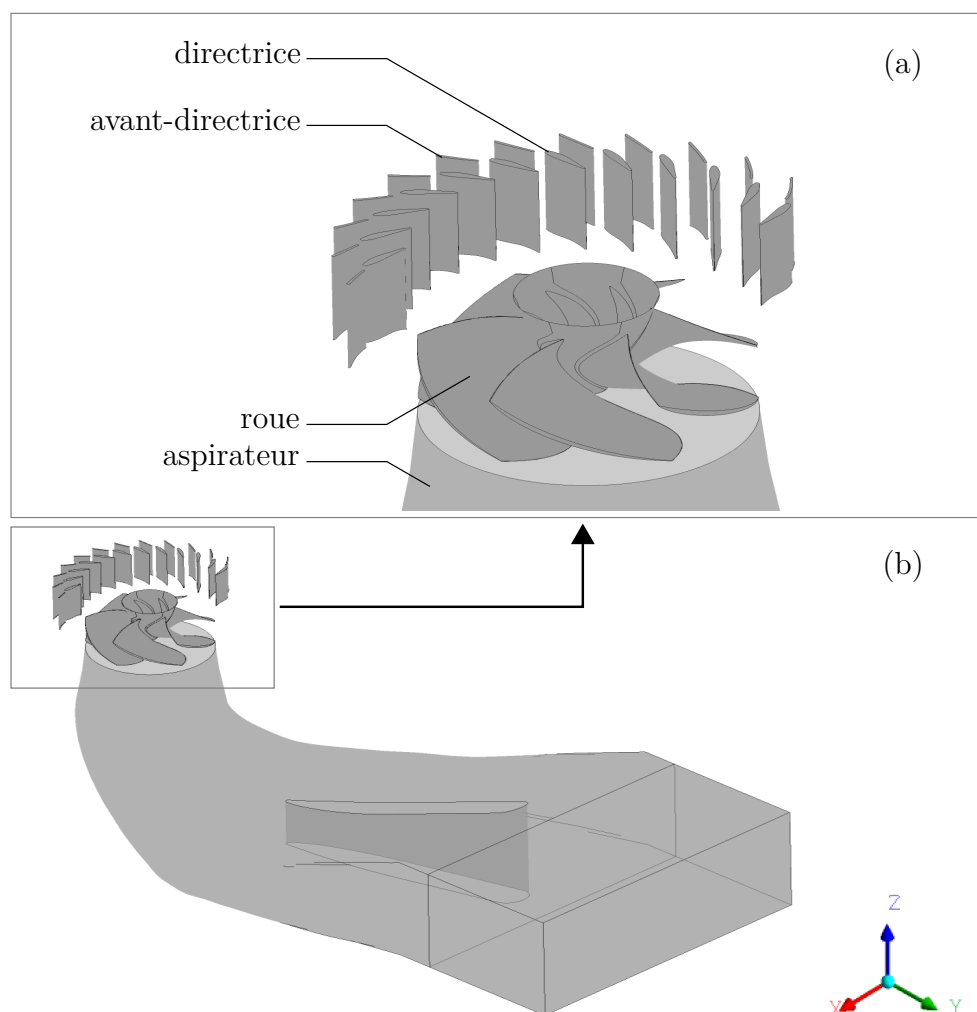 directrice
(a)
avant-directrice
roue
aspirateur
(b)
Z
X
Y